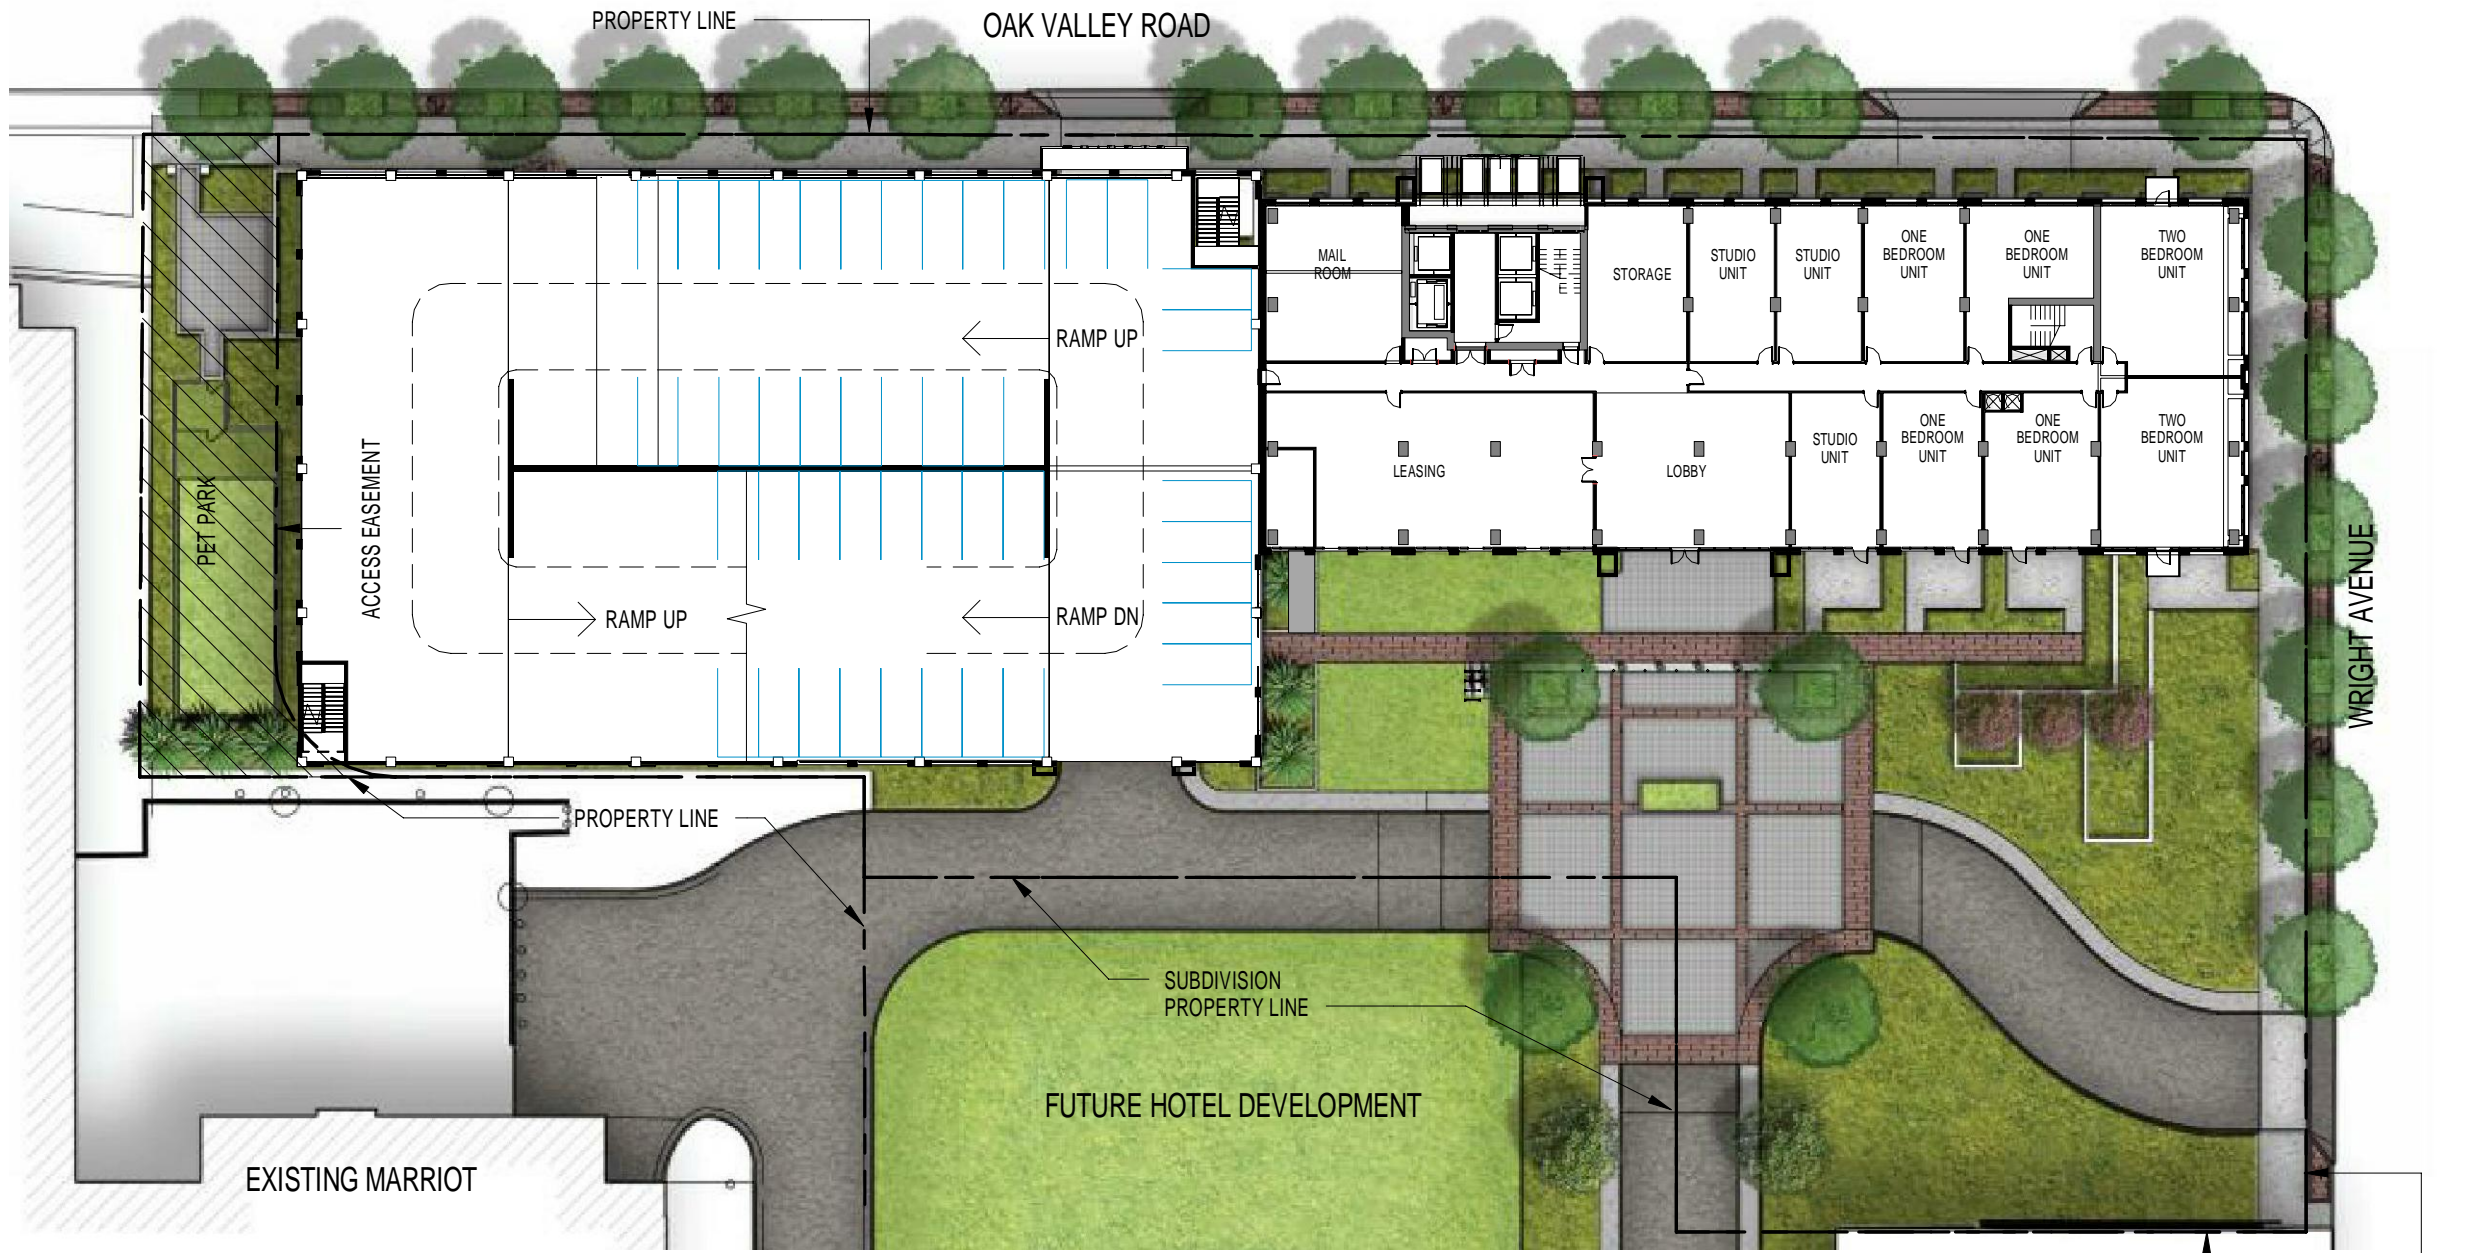 PROPERTY LINE
OAK VALLEY ROAD
MAIL
ROOM
STORAGE
STUDIO
UNIT
STUDIO
UNIT
ONE
BEDROOM
UNIT
ONE
BEDROOM
UNIT
TWO
BEDROOM
UNIT
RAMP UP
PET PARK
ACCESS EASEMENT
LEASING
LOBBY
STUDIO
UNIT
ONE
BEDROOM
UNIT
ONE
BEDROOM
UNIT
TWO
BEDROOM
UNIT
RAMP UP
RAMP DN
WRIGHT AVENUE
PROPERTY LINE
SUBDIVISION
PROPERTY LINE
FUTURE HOTEL DEVELOPMENT
EXISTING MARRIOT